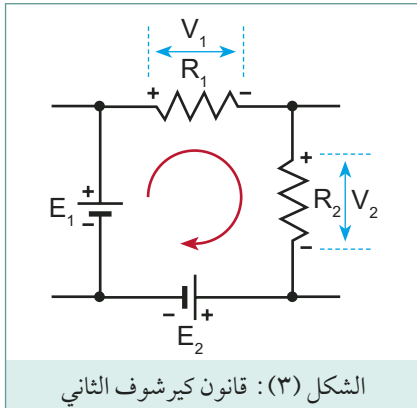 V₁
+ R₁ −
+
E₁
−
+
R₂ V₂
−
− +
E₂
الشكل (٣): قانون كيرشوف الثاني